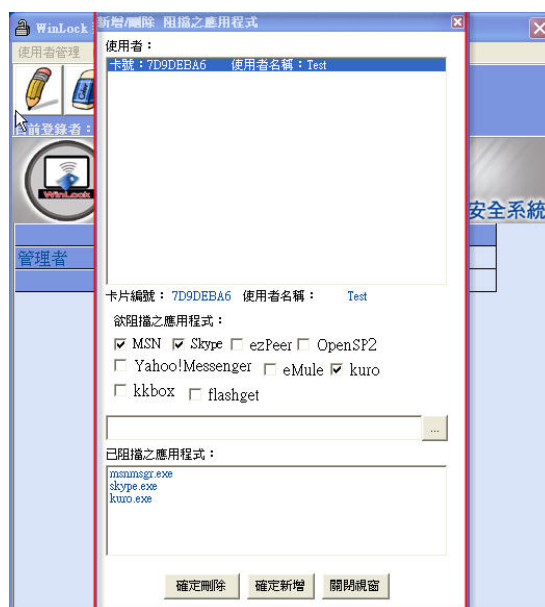 WinLock
新增/刪除 阻擋之應用程式
使用者管理
使用者：
卡號：7D9DEBA6 使用者名稱：Test
目前登錄者：
WinLock
安全系統
管理者
卡片編號： 7D9DEBA6 使用者名稱： Test
欲阻擋之應用程式：
MSN Skype ezPeer OpenSP2
Yahoo!Messenger eMule kuro
kkbox flashget
...
已阻擋之應用程式：
msnmsgr.exe
skype.exe
kuro.exe
確定刪除 確定新增 關閉視窗